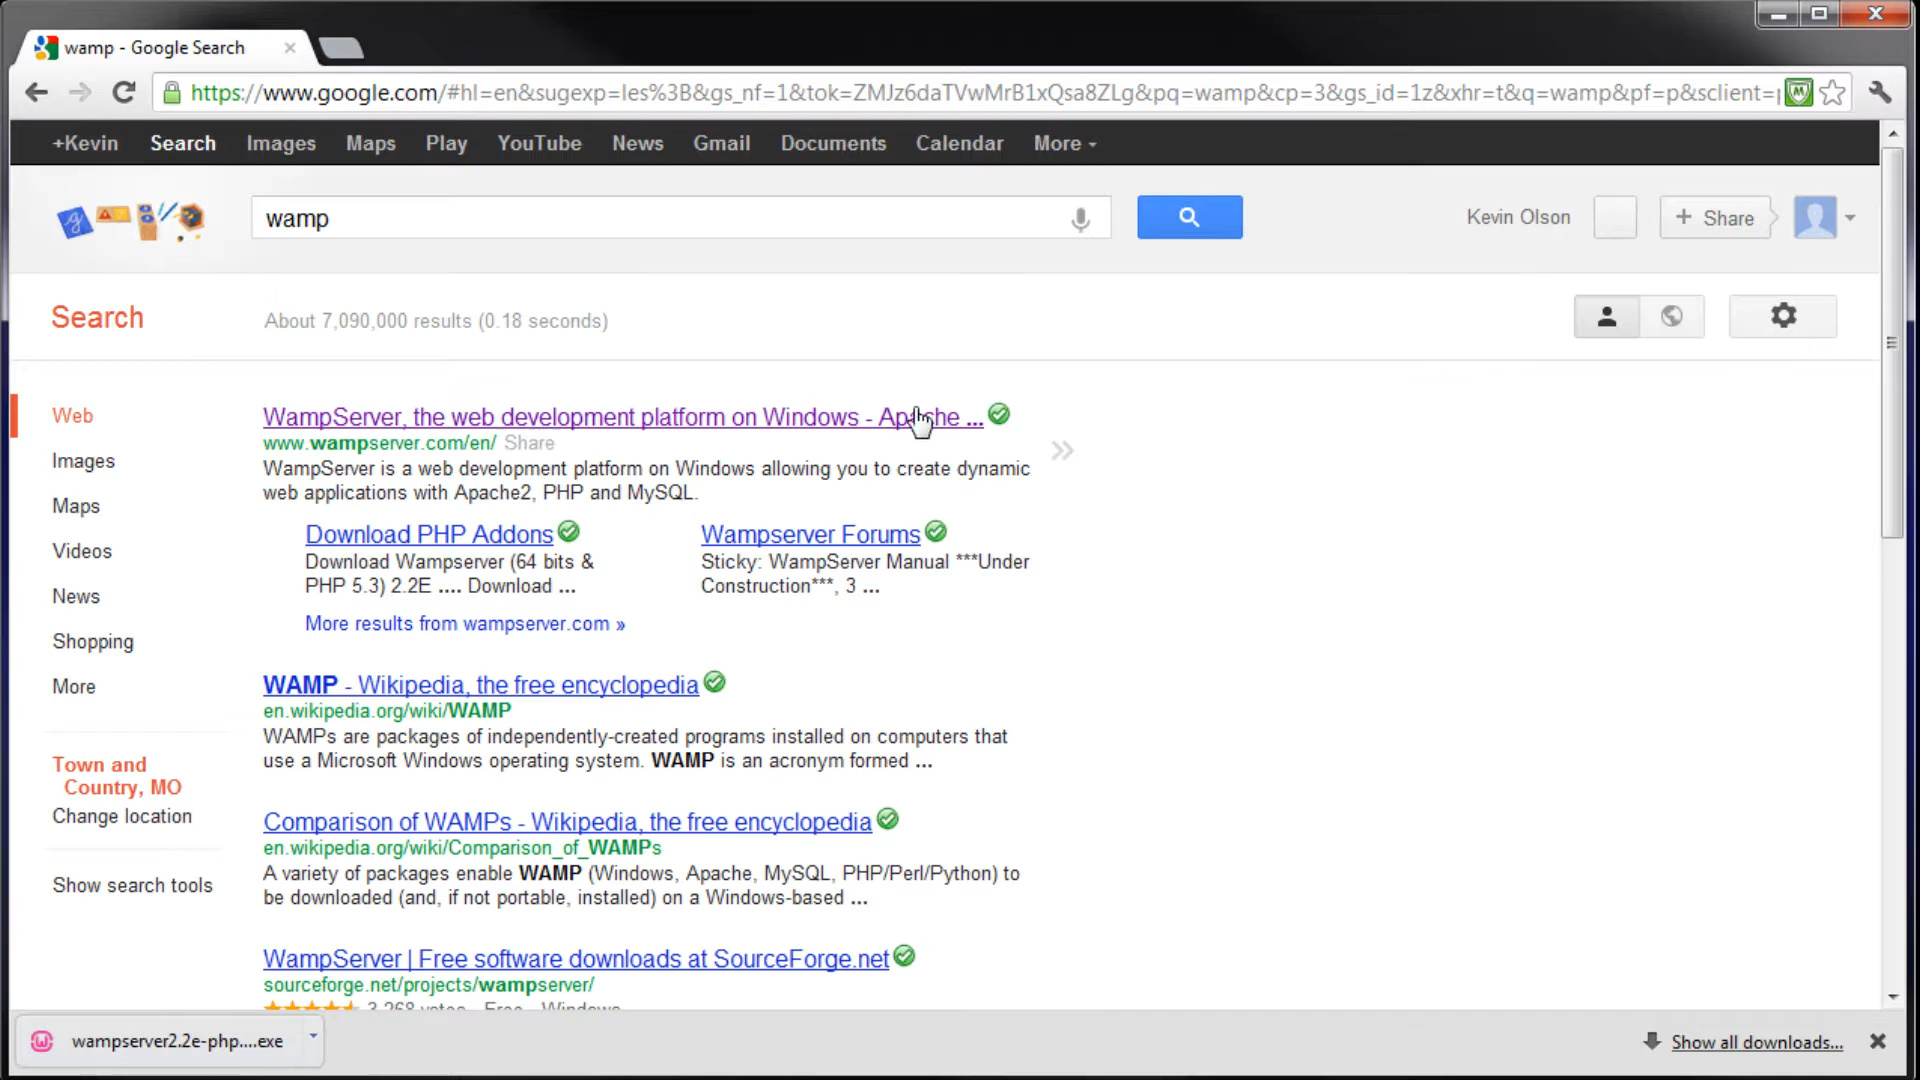 wamp - Google Search
https://www.google.com/#hl=en&sugexp=les%3B&gs_nf=1&tok=ZMJz6daTVwMrB1xQsa8ZLg&pq=wamp&cp=3&gs_id=1z&xhr=t&q=wamp&pf=p&sclient=
+Kevin Search Images Maps Play YouTube News Gmail Documents Calendar More
wamp
Kevin Olson
+ Share
Search
About 7,090,000 results (0.18 seconds)
Web
Images
Maps
Videos
News
Shopping
More
Town and
Country, MO
Change location
Show search tools
WampServer, the web development platform on Windows - Apache ...
www.wampserver.com/en/ Share
WampServer is a web development platform on Windows allowing you to create dynamic
web applications with Apache2, PHP and MySQL.
Download PHP Addons
Download Wampserver (64 bits &
PHP 5.3) 2.2E .... Download ...
Wampserver Forums
Sticky: WampServer Manual ***Under
Construction***, 3 ...
More results from wampserver.com »
WAMP - Wikipedia, the free encyclopedia
en.wikipedia.org/wiki/WAMP
WAMPs are packages of independently-created programs installed on computers that
use a Microsoft Windows operating system. WAMP is an acronym formed ...
Comparison of WAMPs - Wikipedia, the free encyclopedia
en.wikipedia.org/wiki/Comparison_of_WAMPs
A variety of packages enable WAMP (Windows, Apache, MySQL, PHP/Perl/Python) to
be downloaded (and, if not portable, installed) on a Windows-based ...
WampServer | Free software downloads at SourceForge.net
sourceforge.net/projects/wampserver/
3,268 votes - Free - Windows
wampserver2.2e-php....exe
Show all downloads...